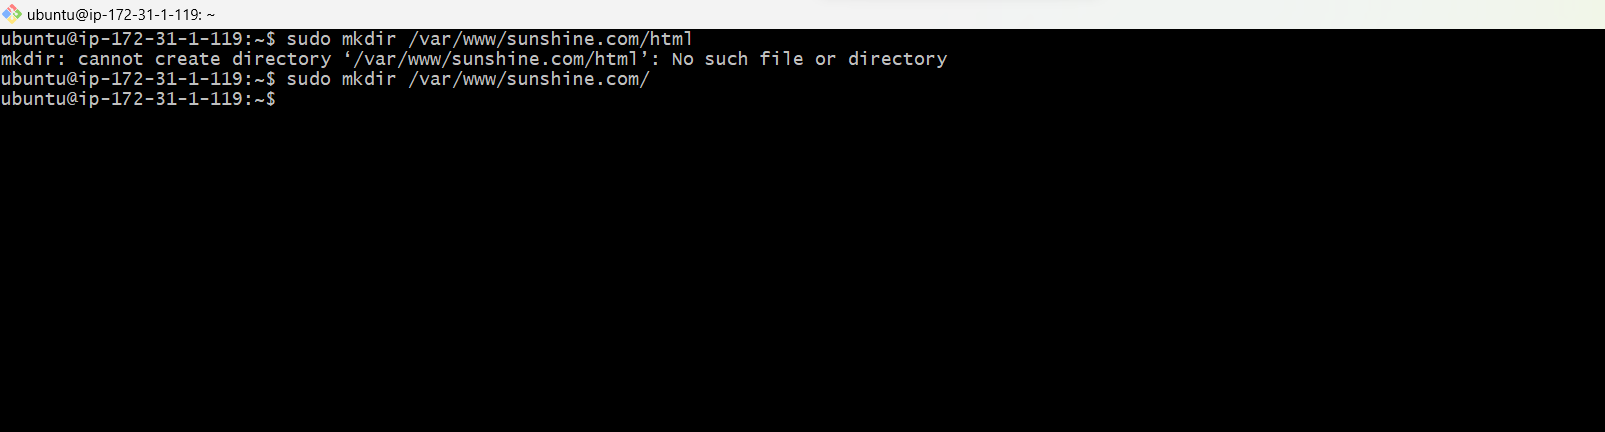 ubuntu@ip-172-31-1-119: ~
ubuntu@ip-172-31-1-119:~$ sudo mkdir /var/www/sunshine.com/html
mkdir: cannot create directory ‘/var/www/sunshine.com/html’: No such file or directory
ubuntu@ip-172-31-1-119:~$ sudo mkdir /var/www/sunshine.com/
ubuntu@ip-172-31-1-119:~$